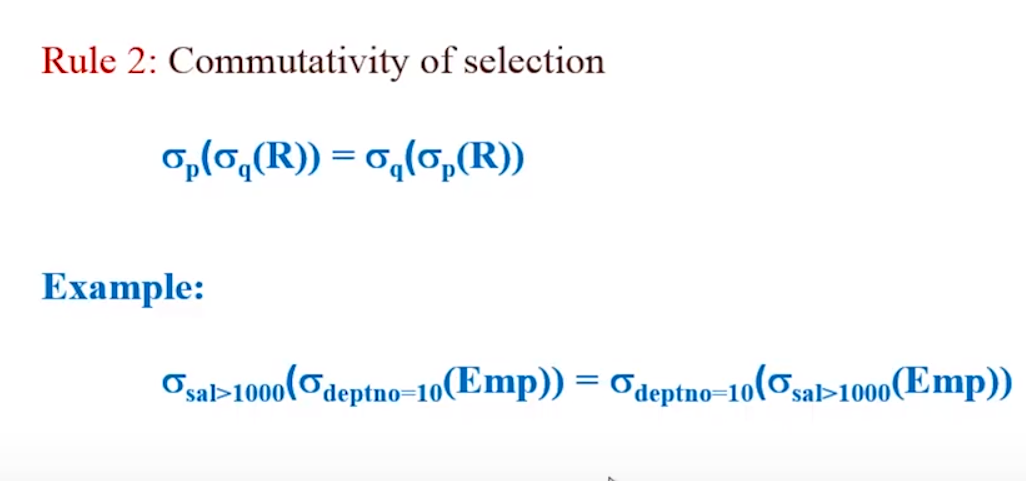 Rule 2: Commutativity of selection
σp(σq(R)) = σq(σp(R))
Example:
σsal>1000(σdeptno=10(Emp)) = σdeptno=10(σsal>1000(Emp))